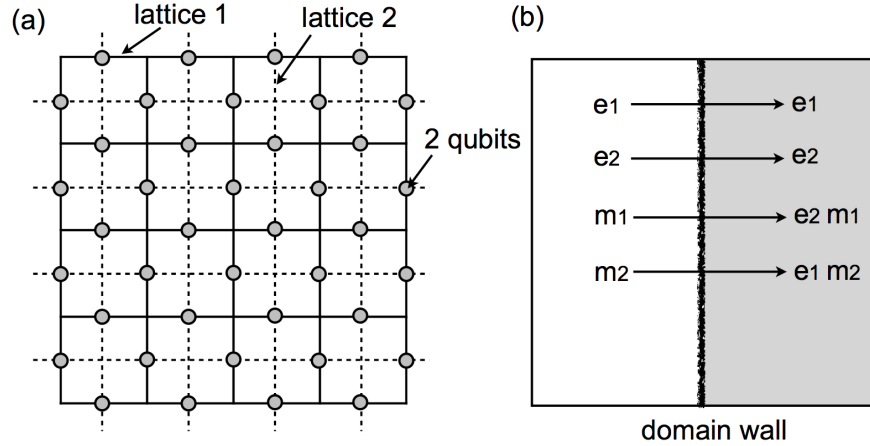 (a)
lattice 1
lattice 2
2 qubits
(b)
e1 e1
e2 e2
m1 e2 m1
m2 e1 m2
domain wall